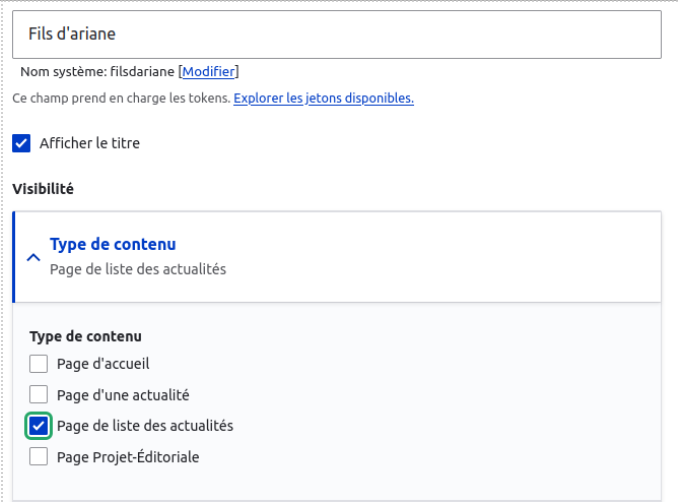 Fils d'ariane
Nom système: filsdariane [Modifier]
Ce champ prend en charge les tokens. Explorer les jetons disponibles.
Afficher le titre
Visibilité
Type de contenu
Page de liste des actualités
Type de contenu
Page d'accueil
Page d'une actualité
Page de liste des actualités
Page Projet-Éditoriale